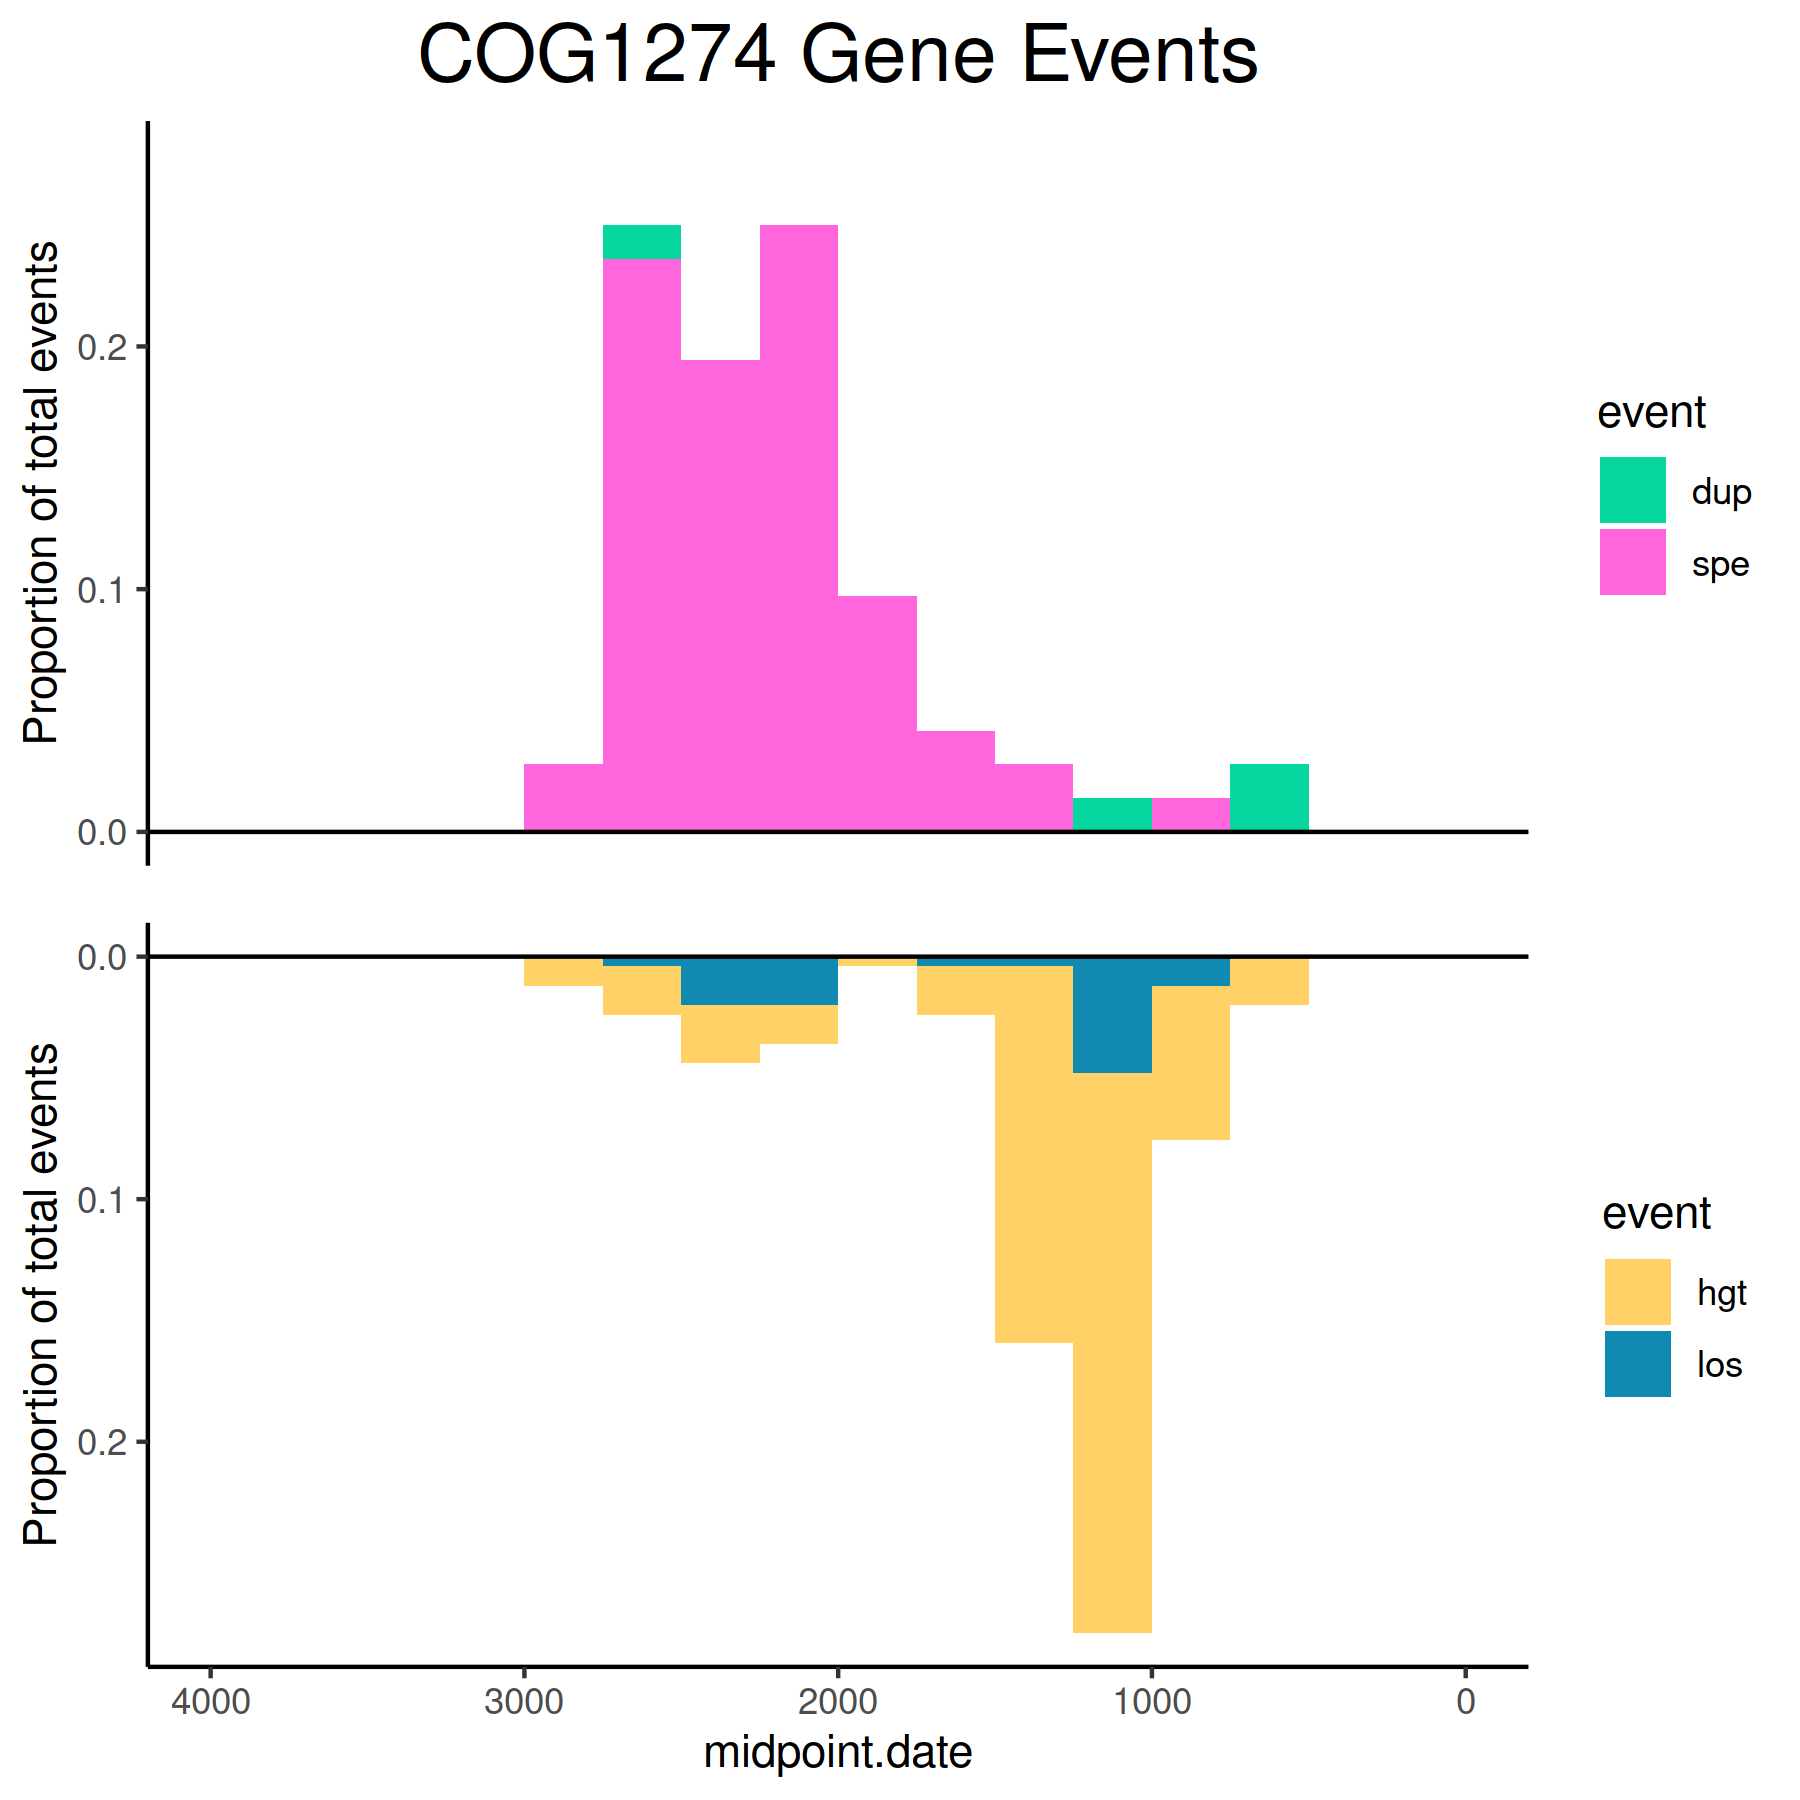 COG1274 Gene Events
Proportion of total events
0.2
0.1
0.0
event
dup
spe
Proportion of total events
0.0
0.1
0.2
event
hgt
los
4000 3000 2000 1000 0
midpoint.date